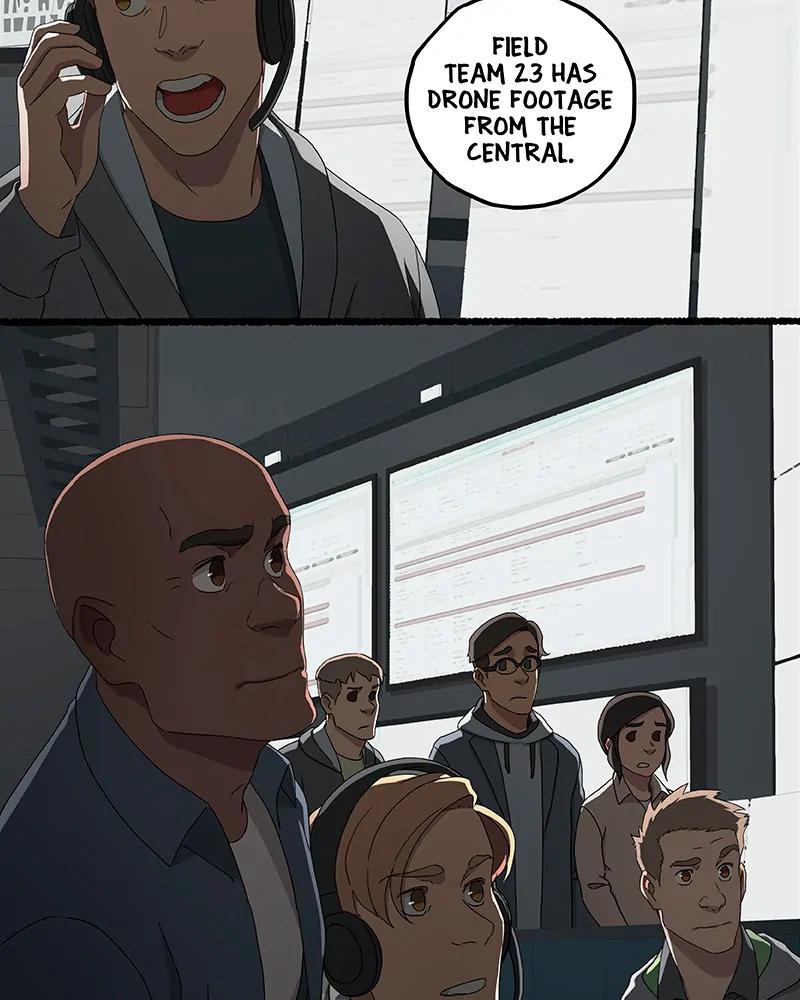 FIELD
TEAM 23 HAS
DRONE FOOTAGE
FROM THE
CENTRAL.